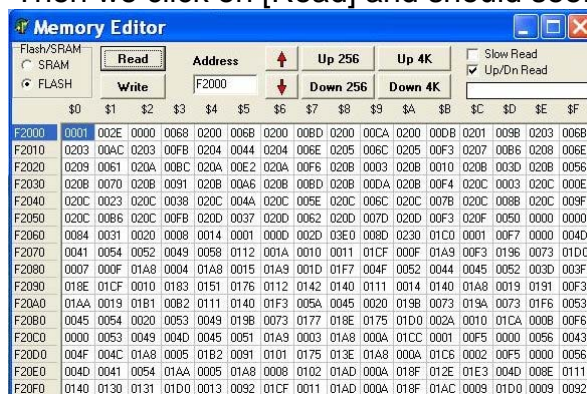 Then we click on [Read] and should see
Memory Editor
Flash/SRAM
SRAM
FLASH
Read
Write
Address
F2000
Up 256
Down 256
Up 4K
Down 4K
Slow Read
Up/Dn Read
$0 $1 $2 $3 $4 $5 $6 $7 $8 $9 $A $B $C $D $E $F
F2000 0001 002E 0000 0068 0200 006B 0200 00BD 0200 00CA 0200 00DB 0201 009B 0203 006B
F2010 0203 00AC 0203 00FB 0204 0044 0204 006E 0205 006C 0205 00F3 0207 00B6 0208 006E
F2020 0209 0061 020A 00BC 020A 00E2 020A 00F6 020B 0003 020B 0010 020B 003D 020B 0056
F2030 020B 0070 020B 0091 020B 00A6 020B 00BD 020B 00DA 020B 00F4 020C 0003 020C 000E
F2040 020C 0023 020C 0038 020C 004A 020C 005E 020C 006C 020C 007B 020C 008B 020C 009F
F2050 020C 00B6 020C 00FB 020D 0037 020D 0062 020D 007D 020D 00F3 020F 0050 0000 0000
F2060 0084 0031 0020 0008 0014 0001 000D 002D 03E0 008D 0230 01C0 0001 00F7 0000 004D
F2070 0041 0054 0052 0049 0058 0112 001A 0010 0011 01CF 000F 01A9 00F3 0196 0073 01D0
F2080 0007 000F 01A8 0004 01A8 0015 01A9 001D 01F7 004F 0052 0044 0045 0052 003D 003F
F2090 018E 01CF 0010 0183 0151 0176 0112 0142 0140 0111 0014 0140 01A8 0019 0191 00F3
F20A0 01AA 0019 01B1 00B2 0111 0140 01F3 005A 0045 0020 019B 0073 019A 0073 01F6 0053
F20B0 0045 0054 0020 0053 0049 019B 0073 0177 018E 0175 01D0 002A 0010 01CA 000B 00F6
F20C0 0000 0053 0049 004D 0045 0051 01A9 0003 01A8 000A 01CC 0001 00F5 0000 0056 0043
F20D0 004F 004C 01A8 0005 01B2 0091 0101 0175 013E 01A8 000A 01C6 0002 00F5 0000 0056
F20E0 004D 0041 0054 01AA 0005 01A8 0008 0102 01AD 000A 018F 012E 01E3 004D 008E 0111
F20F0 0140 0130 0131 01D0 0013 0092 01CF 0011 01AD 000A 018F 01AC 0009 01D0 0009 0092